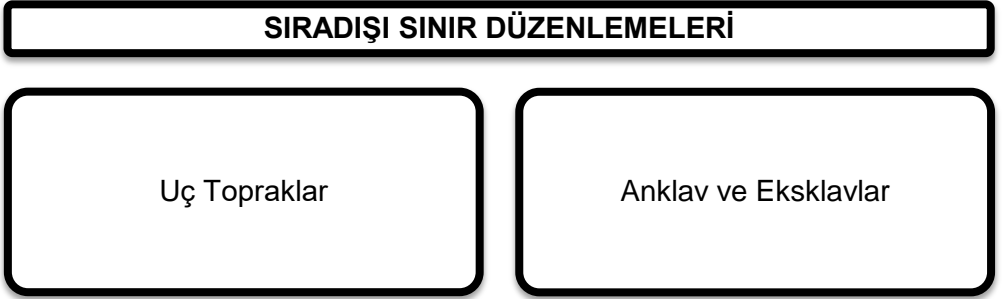 SIRADIŞI SINIR DÜZENLEMELERİ
Uç Topraklar
Anklav ve Eksklavlar